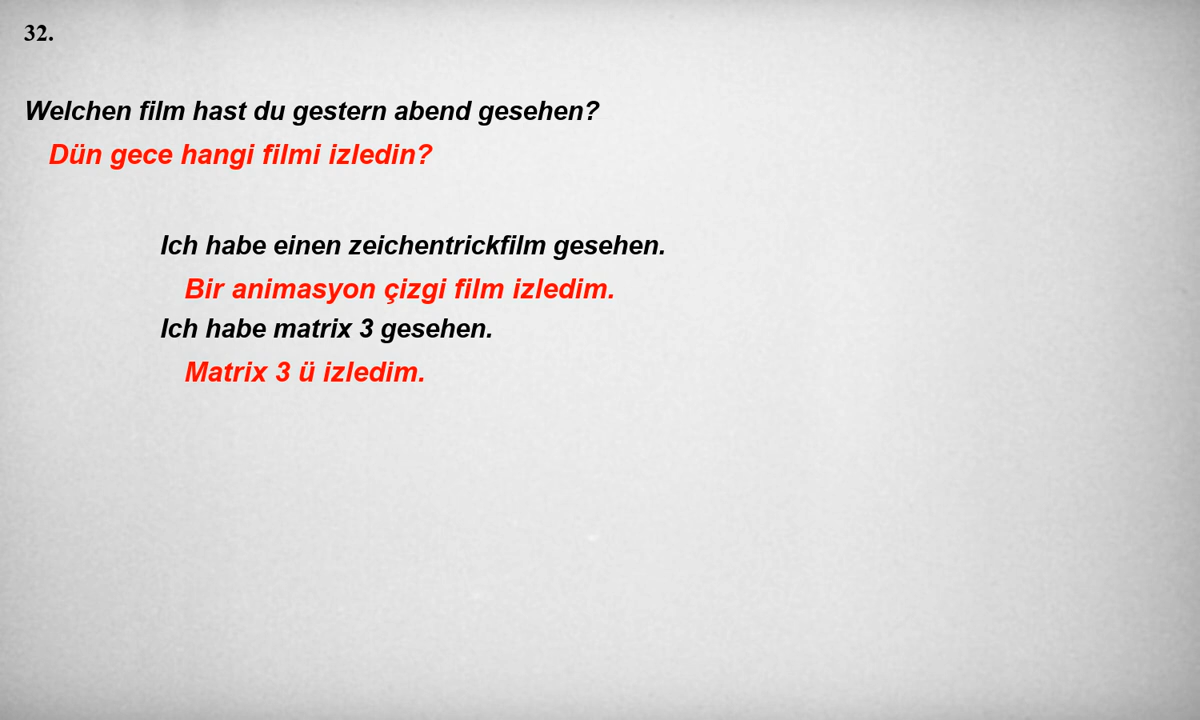 32.
Welchen film hast du gestern abend gesehen?
Dün gece hangi filmi izledin?
Ich habe einen zeichentrickfilm gesehen.
Bir animasyon çizgi film izledim.
Ich habe matrix 3 gesehen.
Matrix 3 ü izledim.